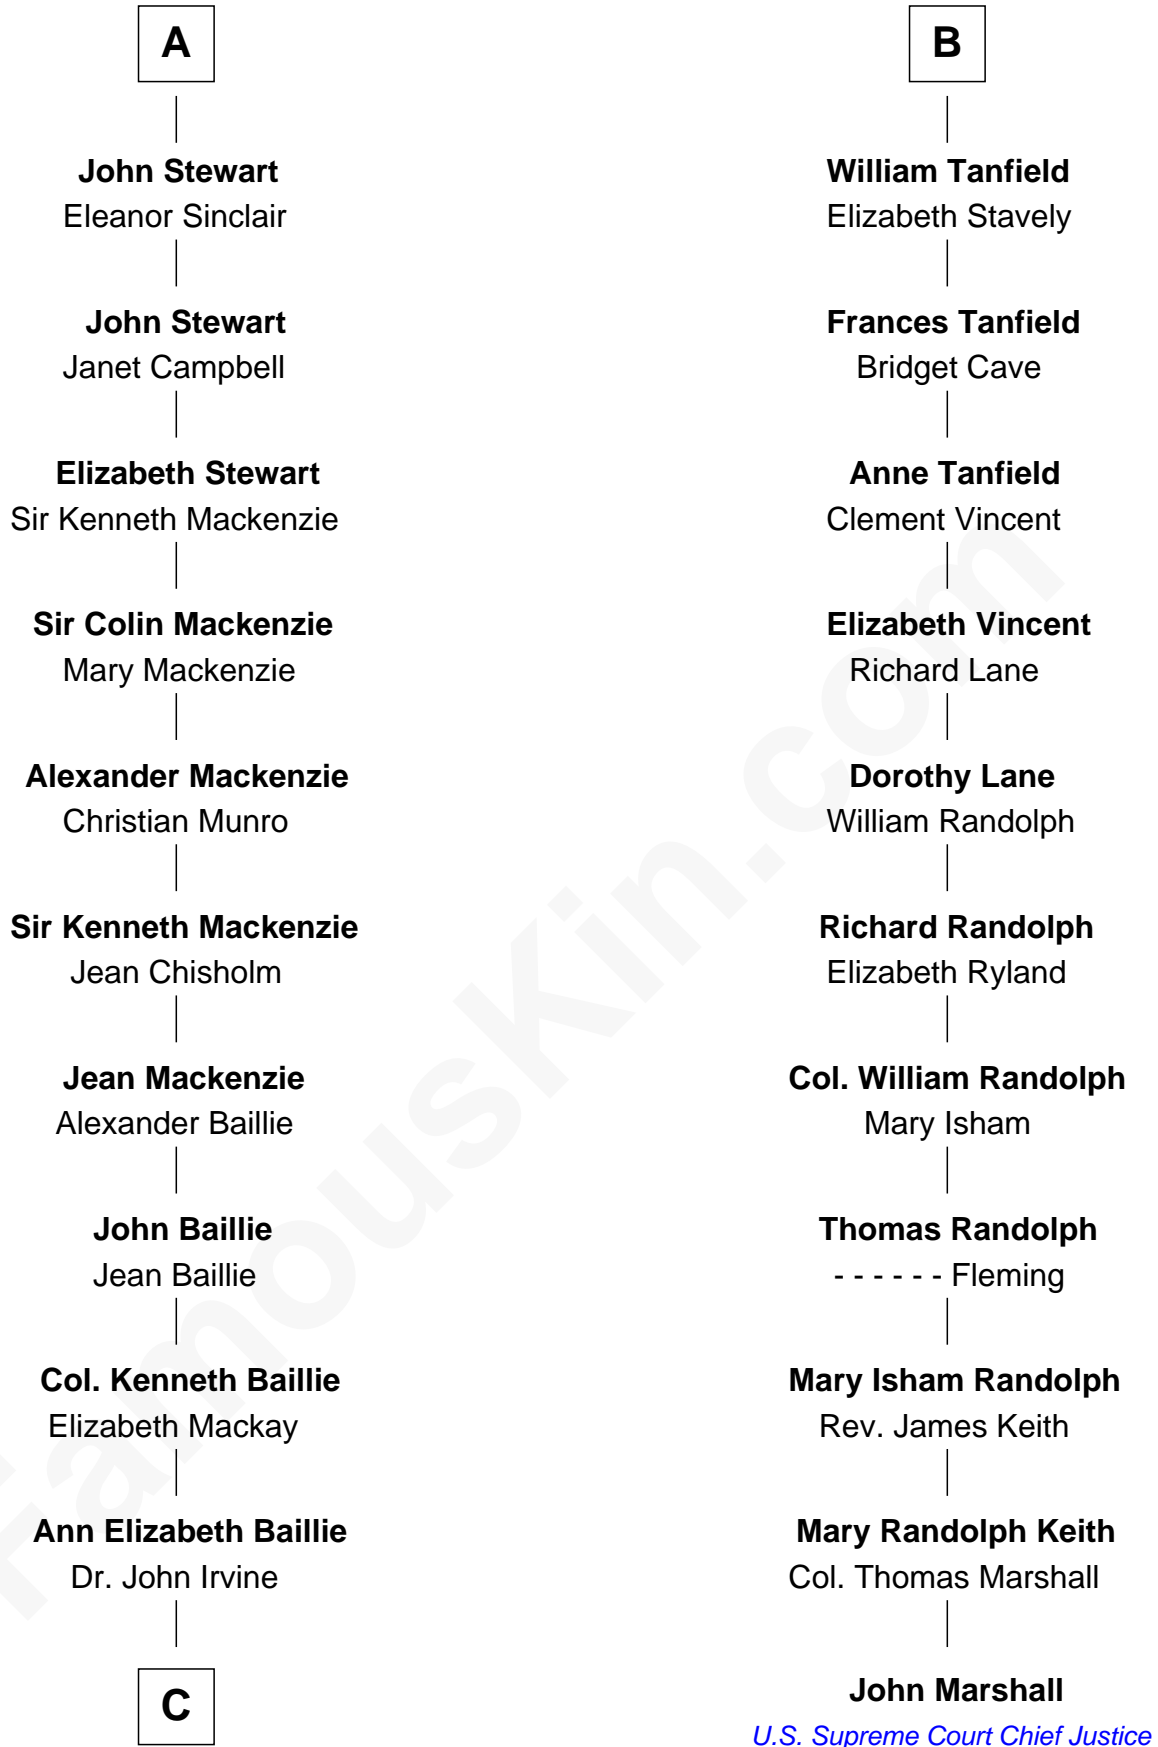 A
John Stewart
Eleanor Sinclair
John Stewart
Janet Campbell
Elizabeth Stewart
Sir Kenneth Mackenzie
Sir Colin Mackenzie
Mary Mackenzie
Alexander Mackenzie
Christian Munro
Sir Kenneth Mackenzie
Jean Chisholm
Jean Mackenzie
Alexander Baillie
John Baillie
Jean Baillie
Col. Kenneth Baillie
Elizabeth Mackay
Ann Elizabeth Baillie
Dr. John Irvine
C
B
William Tanfield
Elizabeth Stavely
Frances Tanfield
Bridget Cave
Anne Tanfield
Clement Vincent
Elizabeth Vincent
Richard Lane
Dorothy Lane
William Randolph
Richard Randolph
Elizabeth Ryland
Col. William Randolph
Mary Isham
Thomas Randolph
- - - - - - Fleming
Mary Isham Randolph
Rev. James Keith
Mary Randolph Keith
Col. Thomas Marshall
John Marshall
U.S. Supreme Court Chief Justice
FamousKin.com